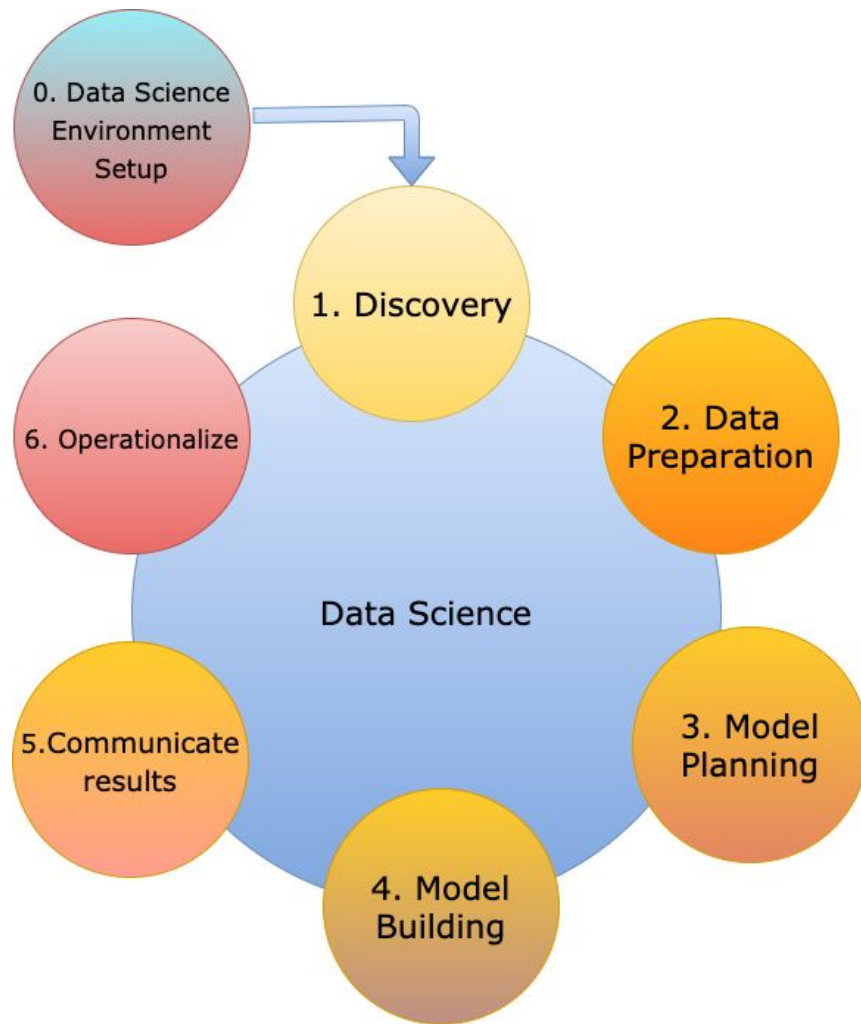 0. Data Science
Environment
Setup
1. Discovery
2. Data
Preparation
3. Model
Planning
4. Model
Building
5.Communicate
results
6. Operationalize
Data Science